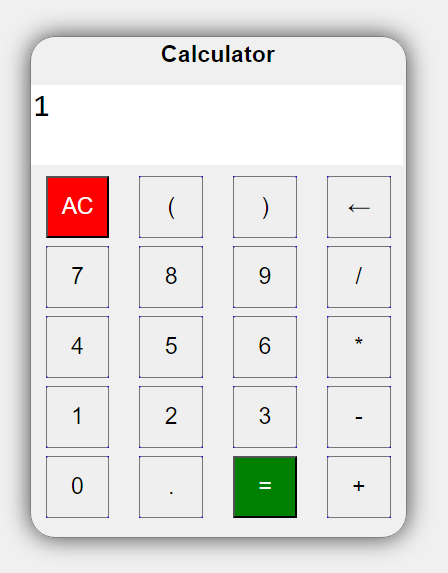 Calculator
1
AC ( ) ←
7 8 9 /
4 5 6 *
1 2 3 -
0 . = +